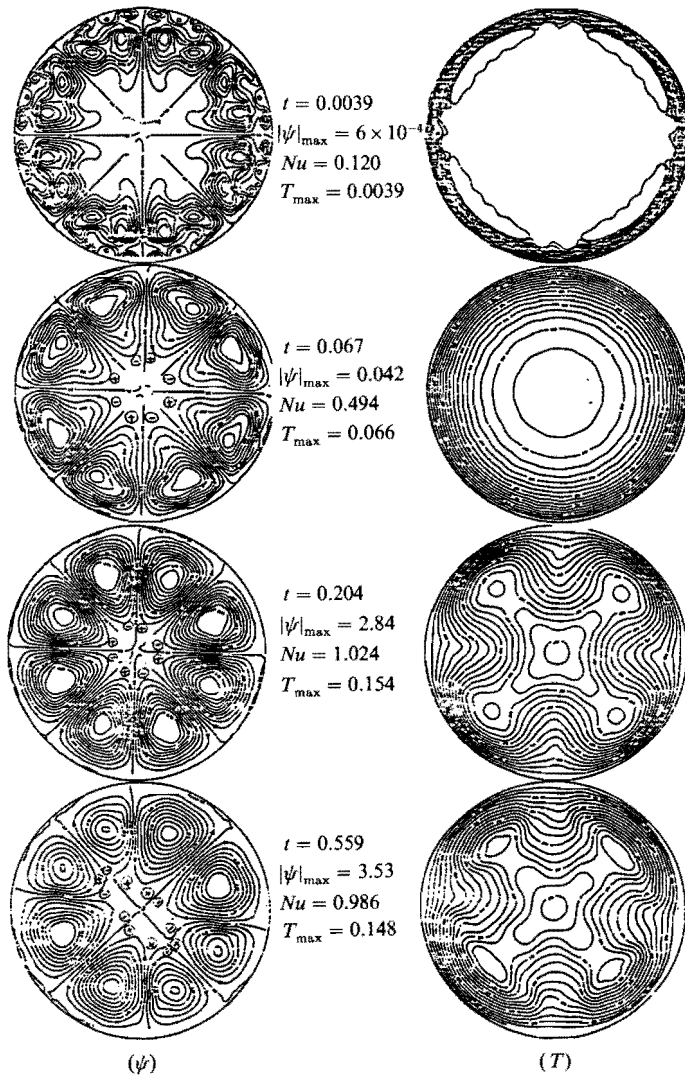 t = 0.0039
|ψ|max = 6 × 10⁻⁴
Nu = 0.120
Tmax = 0.0039
t = 0.067
|ψ|max = 0.042
Nu = 0.494
Tmax = 0.066
t = 0.204
|ψ|max = 2.84
Nu = 1.024
Tmax = 0.154
t = 0.559
|ψ|max = 3.53
Nu = 0.986
Tmax = 0.148
(ψ) (T)